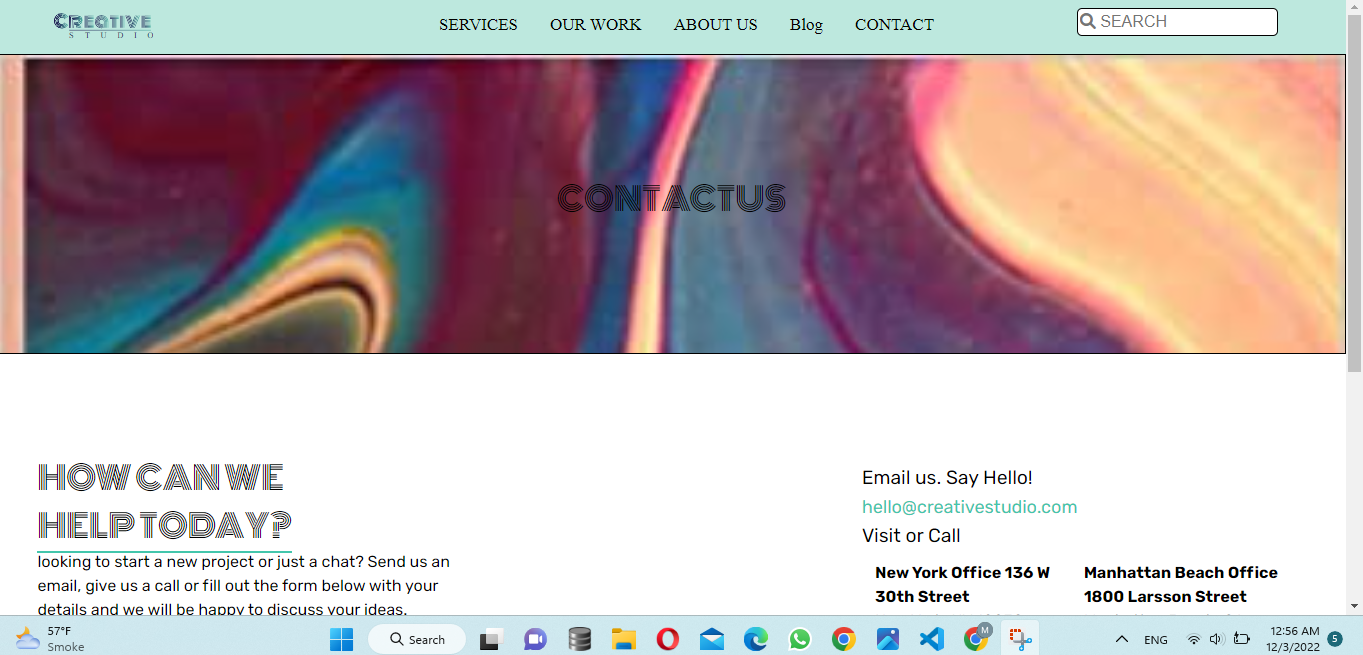 CREATIVE
STUDIO
SERVICES OUR WORK ABOUT US Blog CONTACT
SEARCH
CONTACTUS
HOW CAN WE
HELP TODAY?
looking to start a new project or just a chat? Send us an
email, give us a call or fill out the form below with your
details and we will be happy to discuss your ideas.
Email us. Say Hello!
hello@creativestudio.com
Visit or Call
New York Office 136 W
30th Street
Manhattan Beach Office
1800 Larsson Street
57°F
Smoke
Search
M
ENG
12:56 AM
12/3/2022
5